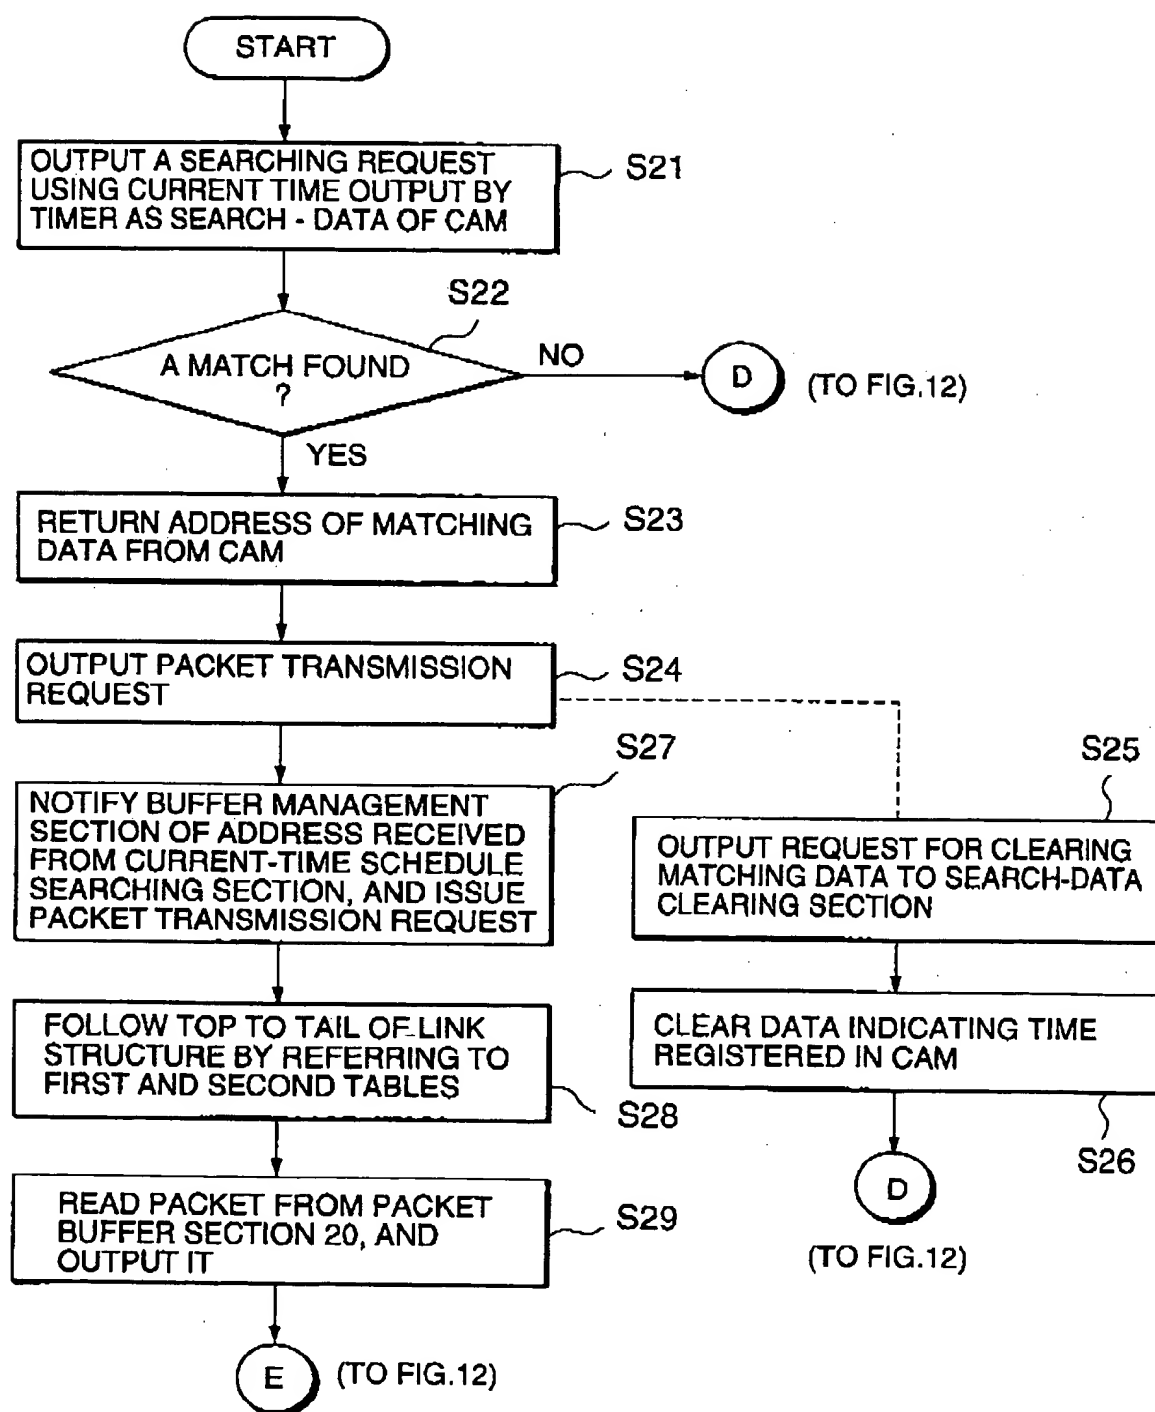 START
OUTPUT A SEARCHING REQUEST
USING CURRENT TIME OUTPUT BY
TIMER AS SEARCH - DATA OF CAM
S21
S22
A MATCH FOUND
?
NO
D
(TO FIG.12)
YES
RETURN ADDRESS OF MATCHING
DATA FROM CAM
S23
OUTPUT PACKET TRANSMISSION
REQUEST
S24
S27
NOTIFY BUFFER MANAGEMENT
SECTION OF ADDRESS RECEIVED
FROM CURRENT-TIME SCHEDULE
SEARCHING SECTION, AND ISSUE
PACKET TRANSMISSION REQUEST
S25
OUTPUT REQUEST FOR CLEARING
MATCHING DATA TO SEARCH-DATA
CLEARING SECTION
FOLLOW TOP TO TAIL OF LINK
STRUCTURE BY REFERRING TO
FIRST AND SECOND TABLES
S28
CLEAR DATA INDICATING TIME
REGISTERED IN CAM
S26
D
(TO FIG.12)
READ PACKET FROM PACKET
BUFFER SECTION 20, AND
OUTPUT IT
S29
E
(TO FIG.12)